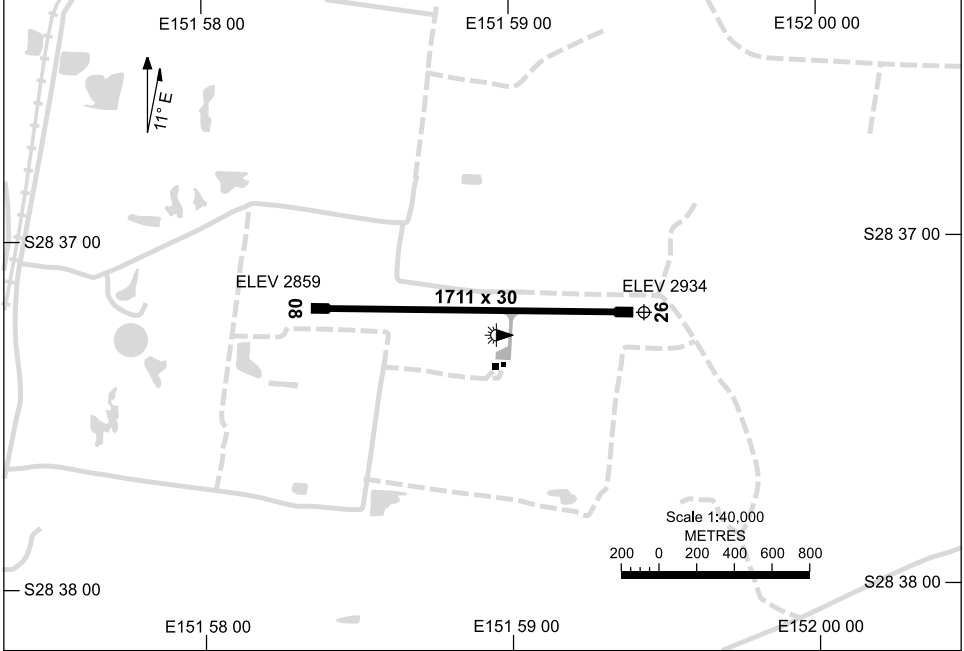 E151 58 00
E151 59 00
E152 00 00
11° E
S28 37 00
S28 37 00
ELEV 2859
ELEV 2934
1711 x 30
08
26
Scale 1:40,000
METRES
200 0 200 400 600 800
S28 38 00
S28 38 00
E151 58 00
E151 59 00
E152 00 00